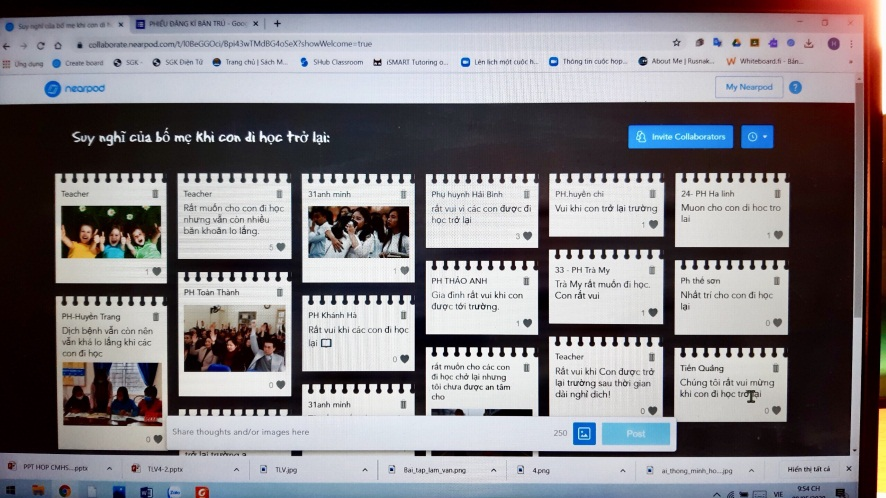 Suy nghĩ của bố mẹ khi con đi h
PHIẾU ĐĂNG KÍ BÁN TRÚ - Goo
collaborate.nearpod.com/t/I0BeGGOcı/Bpi43wTMdBG4oSeX?showWelcome=true
Ứng dụng
Create board
SGK -
SGK Điện Tử
Trang chủ | Sách M...
SHub Classroom
iSMART Tutoring o...
Lên lịch một cuộc h...
Thông tin cuộc họp...
About Me | Rusnak...
Whiteboard.fi - Bản...
nearpod
My Nearpod
?
Suy nghĩ của bố mẹ khi con đi học trở lại:
Invite Collaborators
Teacher
1
PH-Huyên Trang
Dịch bệnh vẫn còn nên
vẫn khá lo lắng khi các
con đi học
0
Teacher
Rất muốn cho con đi học
nhưng vẫn còn nhiều
băn khoăn lo lắng.
5
PH Toàn Thành
0
31anh minh
1
PH Khánh Hà
Rất vui khi các con đi học
lại
0
31anh minh
Phụ huynh Hải Bình
rất vui vì các con được đi
học trở lại
3
PH THẢO ANH
Gia đình rất vui khi con
được tới trường.
1
rất muốn cho các con
đi học chở lại nhưng
tôi chưa được an tâm
cho
PH.huyên chi
Vui khi con trở lại trường
1
33 - PH Trà My
Trà My rất muốn đi học.
Con rất vui
1
Teacher
Rất vui khi Con được trở
lại trường sau thời gian
dài nghỉ dịch!
0
24- PH Ha linh
Muon cho con di hoc tro
lai
1
Ph thế sơn
Nhất trí cho con đi học
lại
0
Tiên Quảng
Chúng tôi rất vui mừng
khi con đi học trở lại
0
Share thoughts and/or images here
250
Post
PPT HOP CMHS....pptx
TLV4-2.pptx
TLV.jpg
Bai_tap_lam_van.png
4.png
ai_thong_minh_ho....jpg
Hiển thị tất cả
VIE
9:54 CH